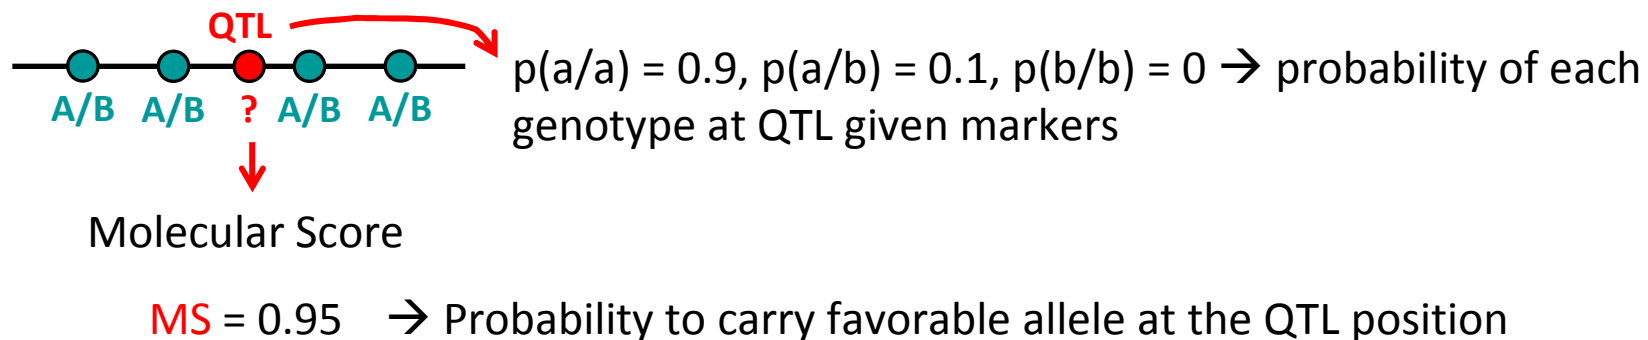 QTL
A/B A/B ? A/B A/B
p(a/a) = 0.9, p(a/b) = 0.1, p(b/b) = 0 → probability of each
genotype at QTL given markers
Molecular Score
MS = 0.95 → Probability to carry favorable allele at the QTL position